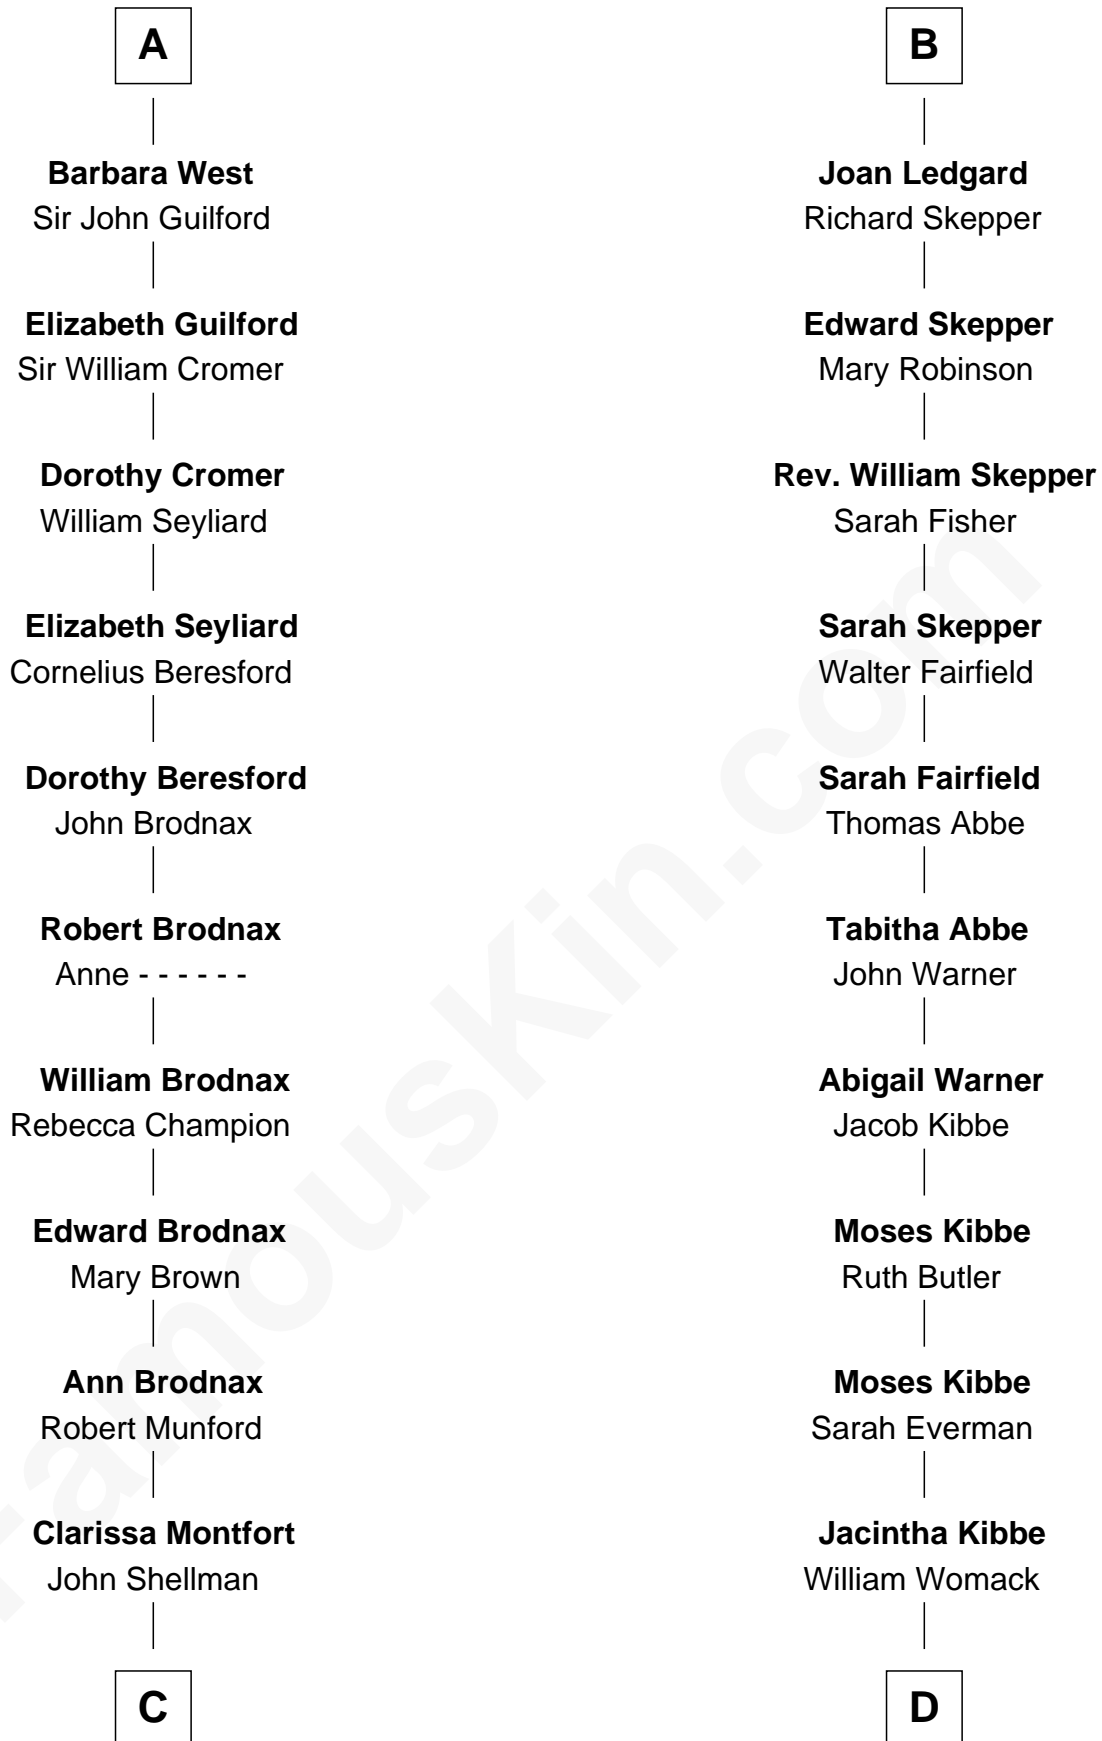 A
Barbara West
Sir John Guilford
Elizabeth Guilford
Sir William Cromer
Dorothy Cromer
William Seyliard
Elizabeth Seyliard
Cornelius Beresford
Dorothy Beresford
John Brodnax
Robert Brodnax
Anne - - - - - -
William Brodnax
Rebecca Champion
Edward Brodnax
Mary Brown
Ann Brodnax
Robert Munford
Clarissa Montfort
John Shellman
C
B
Joan Ledgard
Richard Skepper
Edward Skepper
Mary Robinson
Rev. William Skepper
Sarah Fisher
Sarah Skepper
Walter Fairfield
Sarah Fairfield
Thomas Abbe
Tabitha Abbe
John Warner
Abigail Warner
Jacob Kibbe
Moses Kibbe
Ruth Butler
Moses Kibbe
Sarah Everman
Jacintha Kibbe
William Womack
D
FamousKin.com